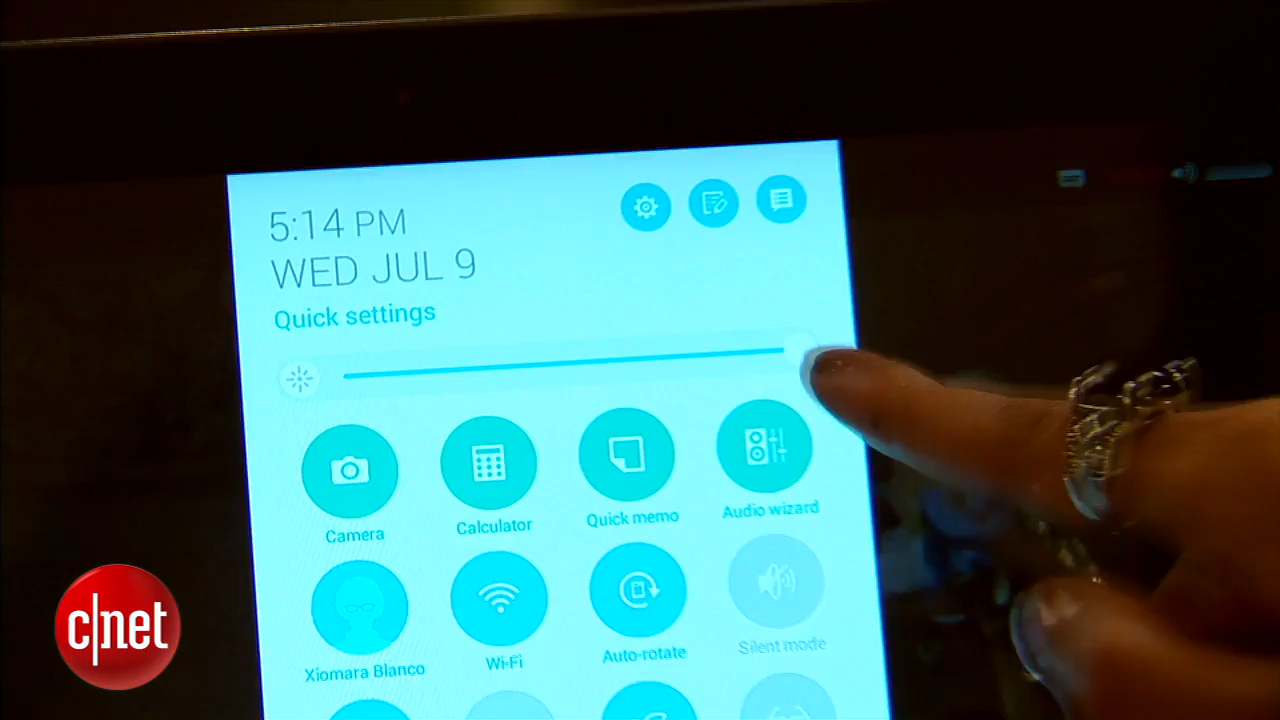 5:14 PM
WED JUL 9
Quick settings
Camera
Calculator
Quick memo
Audio wizard
Xiomara Blanco
Wi-Fi
Auto-rotate
Silent mode
c|net